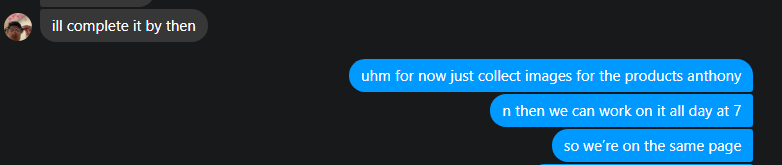 ill complete it by then
uhm for now just collect images for the products anthony
n then we can work on it all day at 7
so we're on the same page